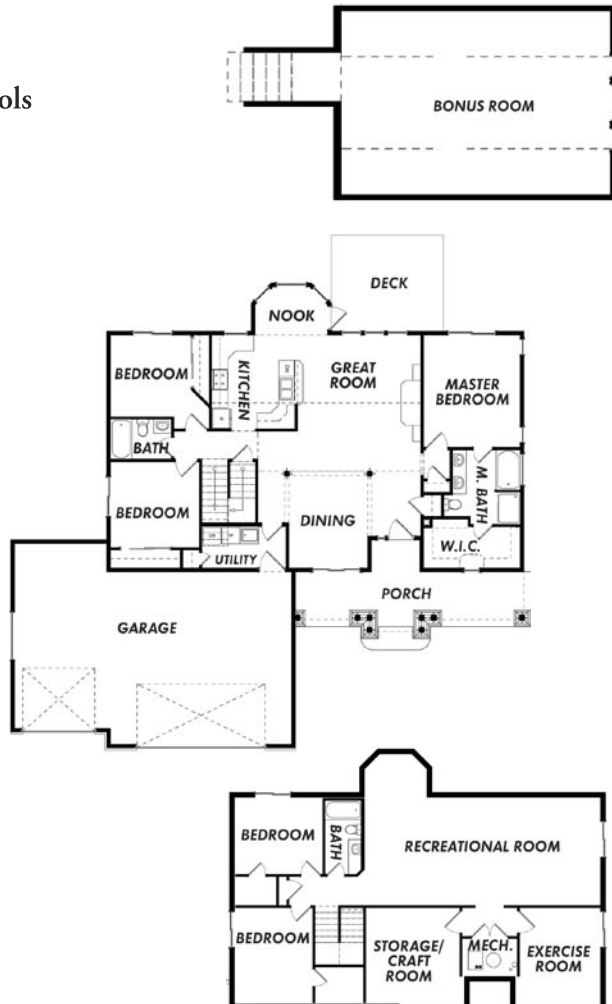 ols
BONUS ROOM
DECK
NOOK
BEDROOM
KITCHEN
GREAT
ROOM
MASTER
BEDROOM
BATH
M. BATH
BEDROOM
DINING
W.I.C.
UTILITY
PORCH
GARAGE
BEDROOM
BATH
RECREATIONAL ROOM
BEDROOM
STORAGE/
CRAFT
ROOM
MECH.
EXERCISE
ROOM